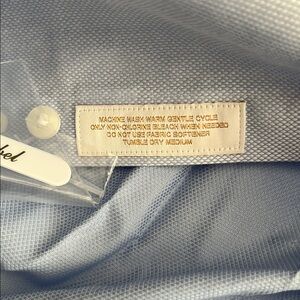 MACHINE WASH WARM GENTLE CYCLE
ONLY NON-CHLORINE BLEACH WHEN NEEDED
DO NOT USE FABRIC SOFTENER
TUMBLE DRY MEDIUM